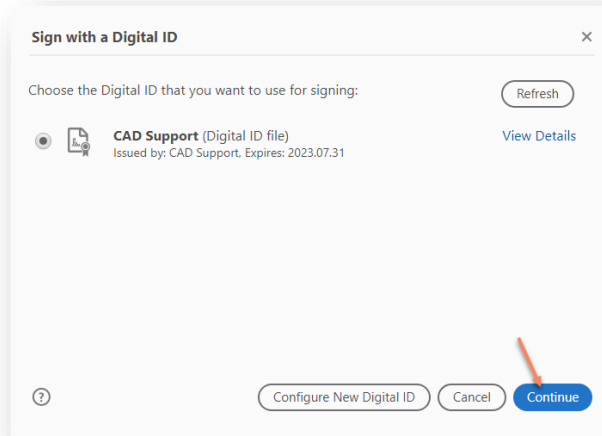 Sign with a Digital ID
Choose the Digital ID that you want to use for signing:
Refresh
CAD Support (Digital ID file)
View Details
Issued by: CAD Support, Expires: 2023.07.31
?
Configure New Digital ID
Cancel
Continue